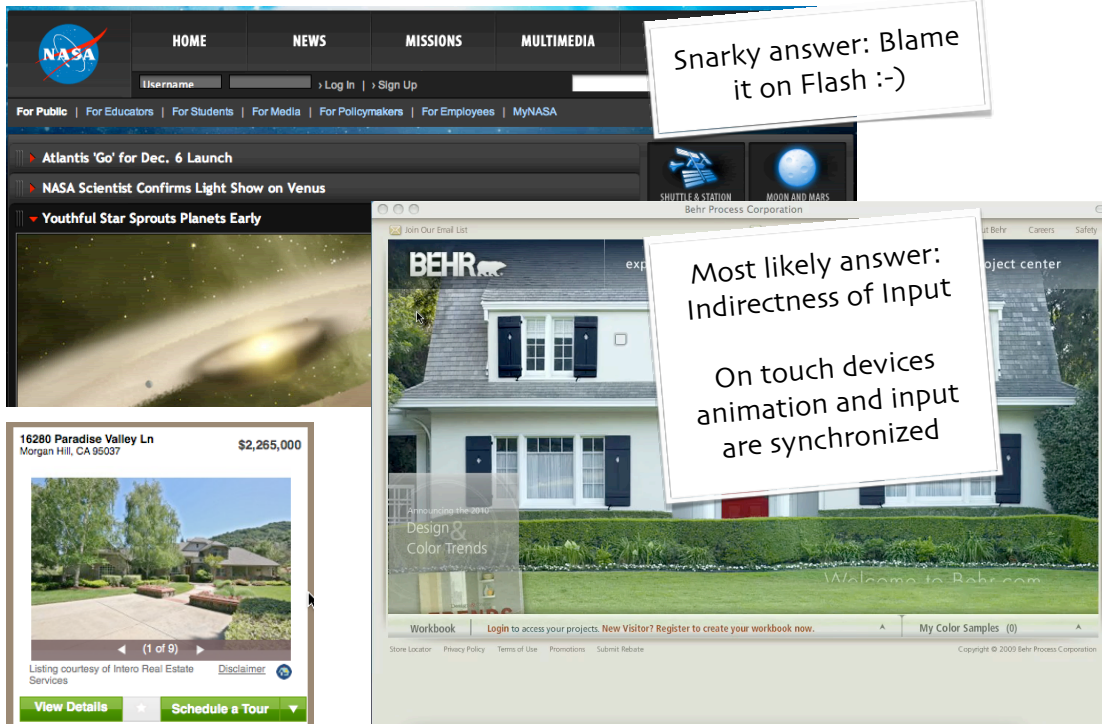 NASA
HOME NEWS MISSIONS MULTIMEDIA
Username › Log In | › Sign Up
For Public | For Educators | For Students | For Media | For Policymakers | For Employees | MyNASA
Atlantis 'Go' for Dec. 6 Launch
NASA Scientist Confirms Light Show on Venus
Youthful Star Sprouts Planets Early
SHUTTLE & STATION MOON AND MARS
Snarky answer: Blame
it on Flash :-)
Behr Process Corporation
Join Our Email List
ut Behr Careers Safety
BEHR
exp
oject center
Most likely answer:
Indirectness of Input
On touch devices
animation and input
are synchronized
Announcing the 2010
Design &
Color Trends
Welcome to Behr.com
Workbook Login to access your projects. New Visitor? Register to create your workbook now. My Color Samples (0)
Store Locator Privacy Policy Terms of Use Promotions Submit Rebate Copyright © 2009 Behr Process Corporation
16280 Paradise Valley Ln
$2,265,000
Morgan Hill, CA 95037
(1 of 9)
Listing courtesy of Intero Real Estate
Services
Disclaimer
View Details Schedule a Tour